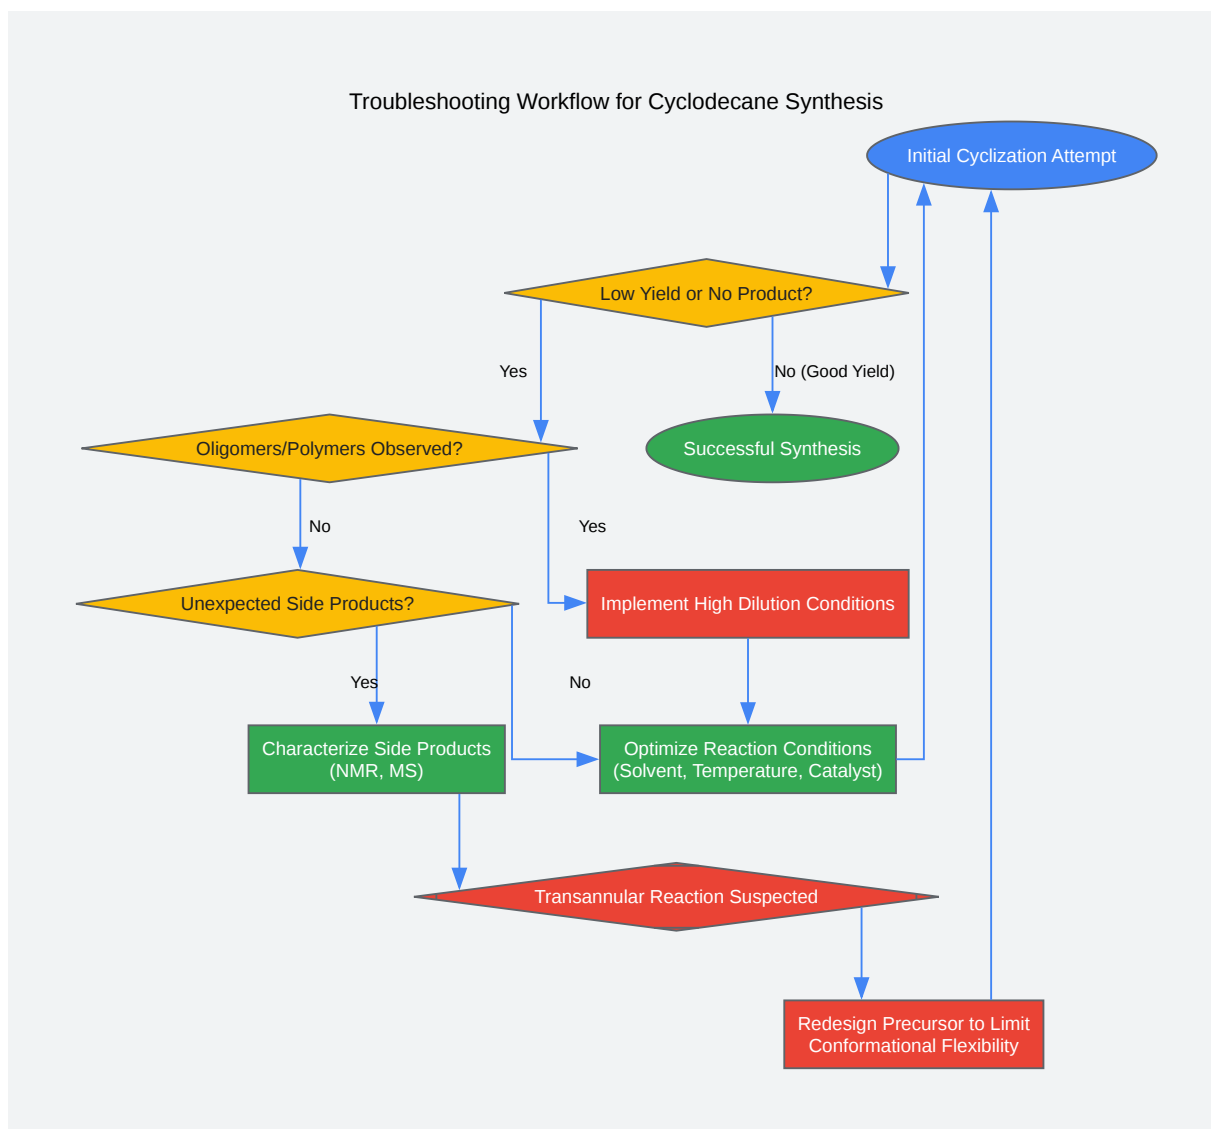 Troubleshooting Workflow for Cyclodecane Synthesis
Initial Cyclization Attempt
Low Yield or No Product?
Yes
No (Good Yield)
Oligomers/Polymers Observed?
Successful Synthesis
No
Yes
Unexpected Side Products?
Implement High Dilution Conditions
Yes
No
Characterize Side Products
(NMR, MS)
Optimize Reaction Conditions
(Solvent, Temperature, Catalyst)
Transannular Reaction Suspected
Redesign Precursor to Limit
Conformational Flexibility